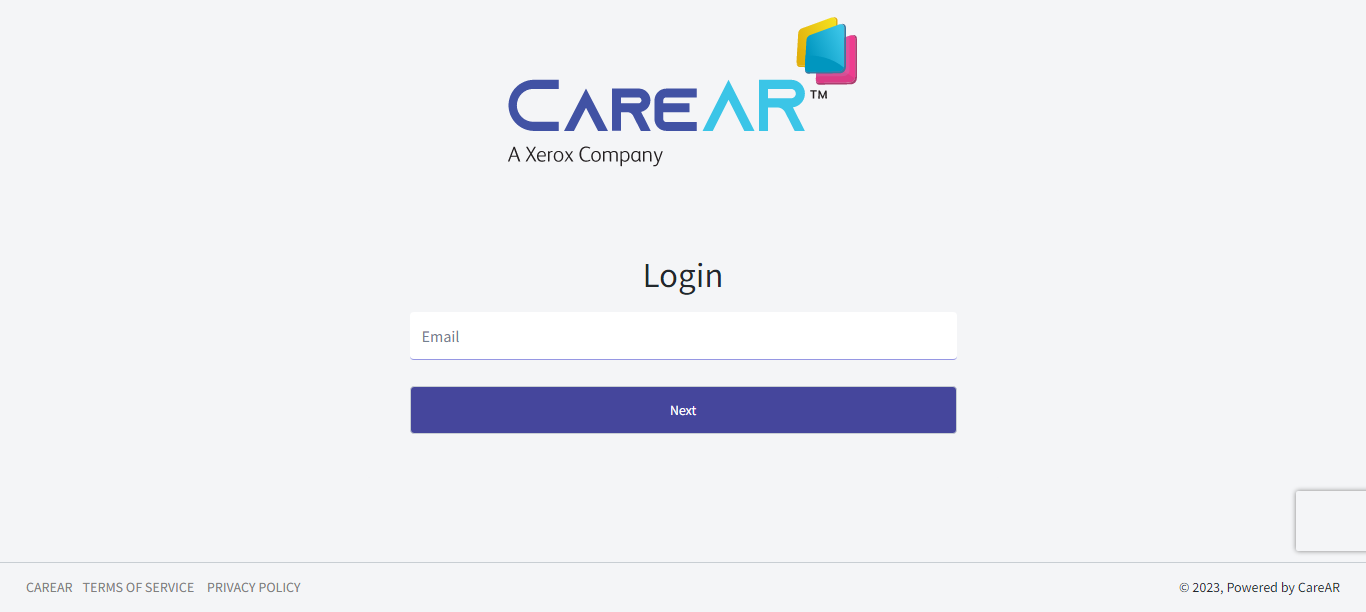 CAREAR™
A Xerox Company
Login
Email
Next
CAREAR TERMS OF SERVICE PRIVACY POLICY
© 2023, Powered by CareAR